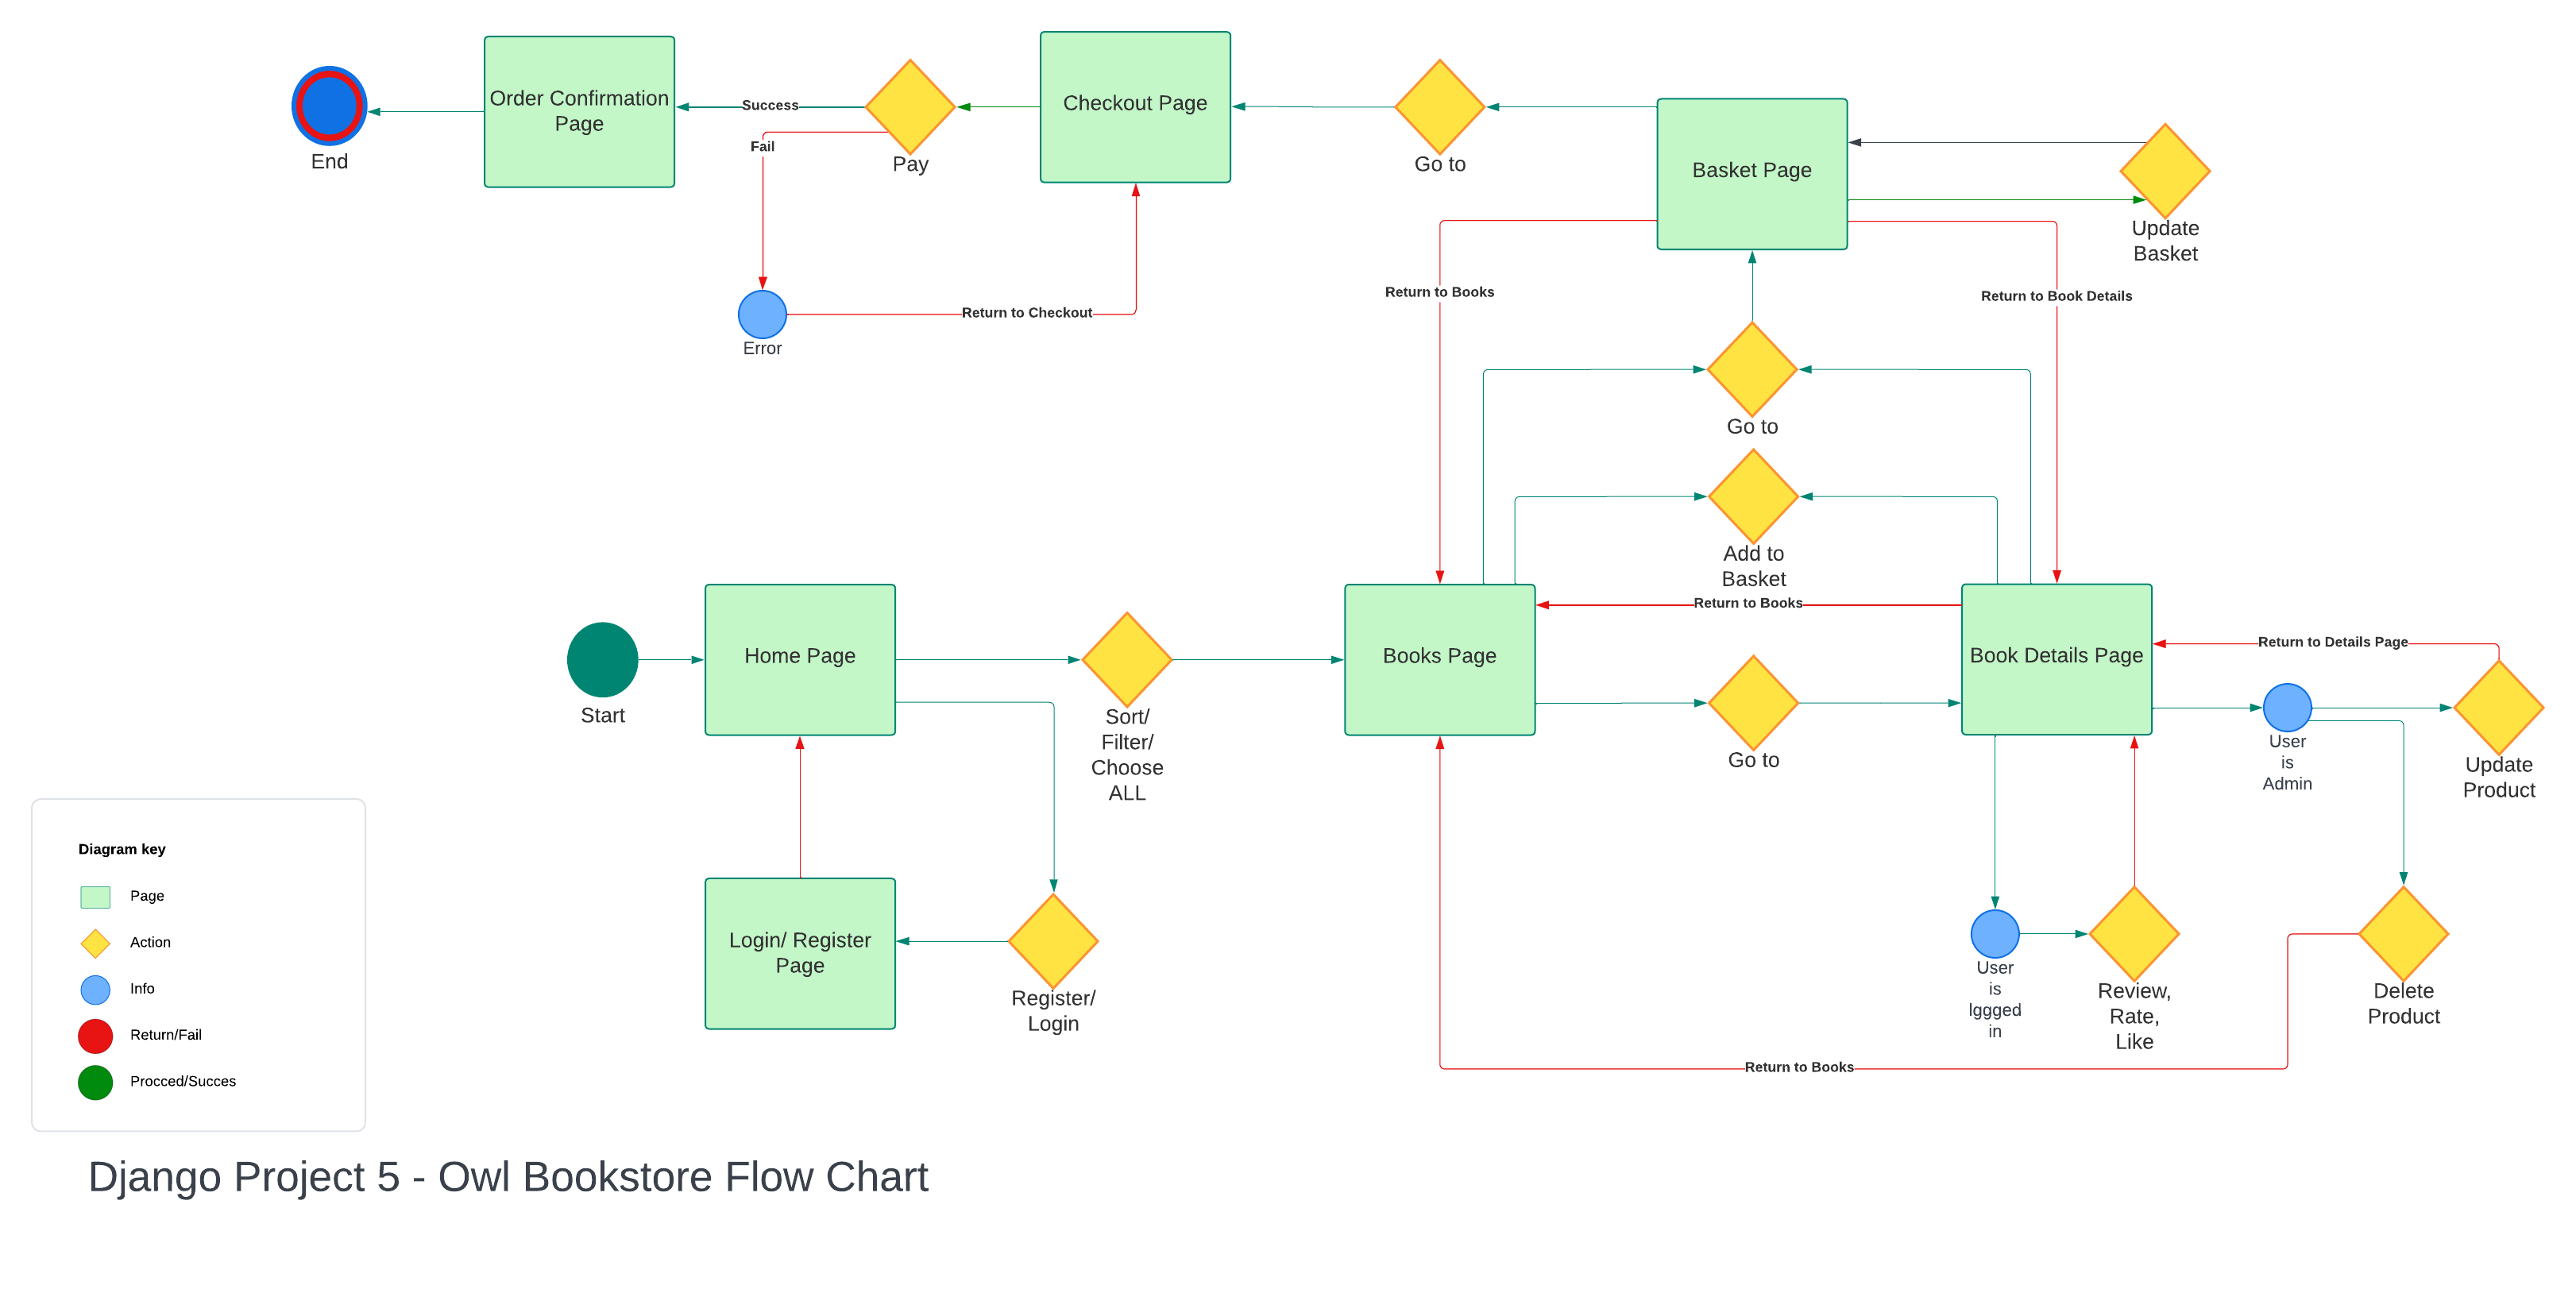 Order Confirmation
Page
Success
Checkout Page
Fail
End
Pay
Go to
Basket Page
Update
Basket
Return to Books
Return to Book Details
Return to Checkout
Error
Go to
Add to
Basket
Return to Books
Home Page
Books Page
Book Details Page
Return to Details Page
Start
Sort/
Filter/
Choose
ALL
Go to
User
is
Admin
Update
Product
Login/ Register
Page
Register/
Login
User
is
lggged
in
Review,
Rate,
Like
Delete
Product
Return to Books
Diagram key
Page
Action
Info
Return/Fail
Procced/Succes
Django Project 5 - Owl Bookstore Flow Chart